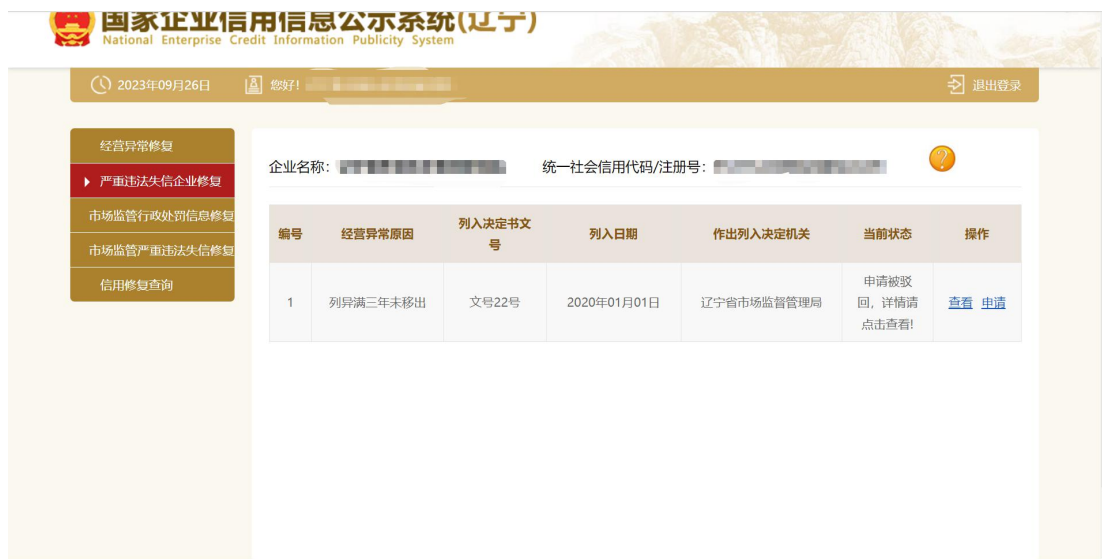 国家企业信用信息公示系统(辽宁)
National Enterprise Credit Information Publicity System
2023年09月26日 您好! 退出登录
经营异常修复
严重违法失信企业修复
市场监管行政处罚信息修复
市场监管严重违法失信修复
信用修复查询
企业名称: 统一社会信用代码/注册号:
编号 经营异常原因 列入决定书文 列入日期 作出列入决定机关 当前状态 操作
号
1 列异满三年未移出 文号22号 2020年01月01日 辽宁省市场监督管理局 申请被驳 查看 申请
回, 详情请
点击查看!